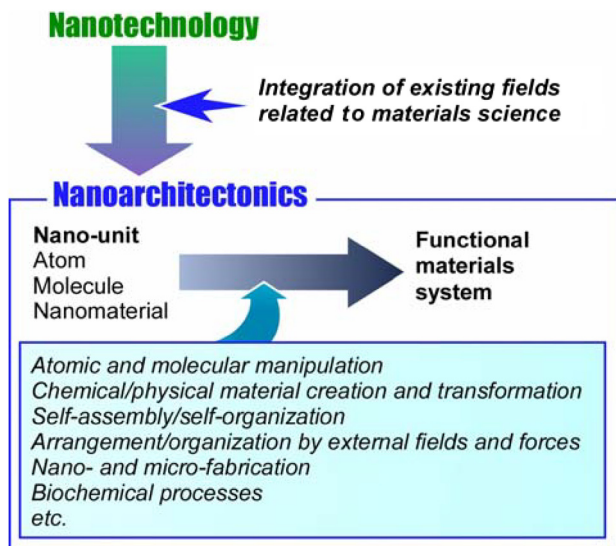 Nanotechnology
Integration of existing fields
related to materials science
Nanoarchitectonics
Nano-unit
Atom
Molecule
Nanomaterial
Functional
materials
system
Atomic and molecular manipulation
Chemical/physical material creation and transformation
Self-assembly/self-organization
Arrangement/organization by external fields and forces
Nano- and micro-fabrication
Biochemical processes
etc.